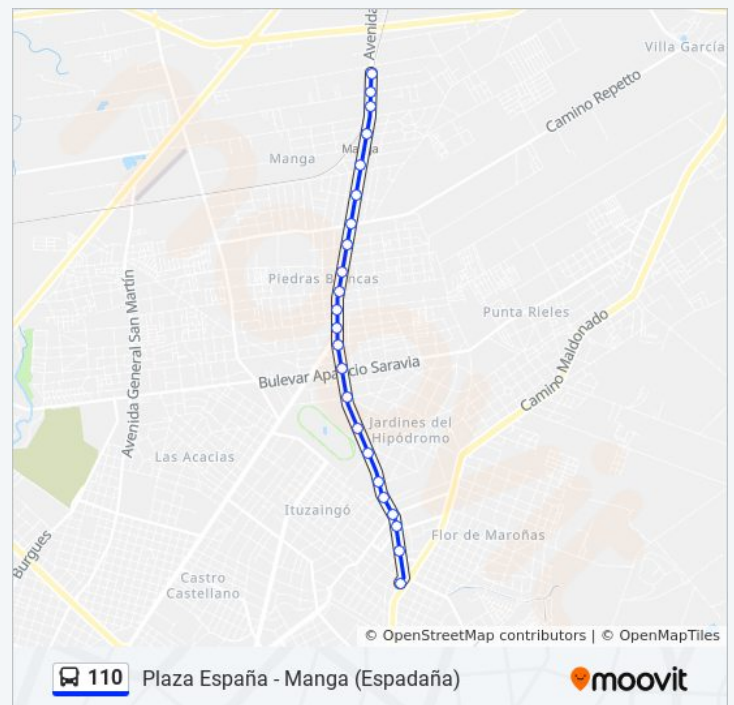 Avenida
Villa García
Camino Repetto
Manga
Manga
Piedras Blancas
Punta Rieles
Avenida General San Martín
Camino Maldonado
Bulevar Aparicio Saravia
Jardines del
Hipódromo
Las Acacias
Ituzaingó
Flor de Maroñas
Burgues
Castro
Castellano
© OpenStreetMap contributors | © OpenMapTiles
110 Plaza España - Manga (Espadaña)
moovit